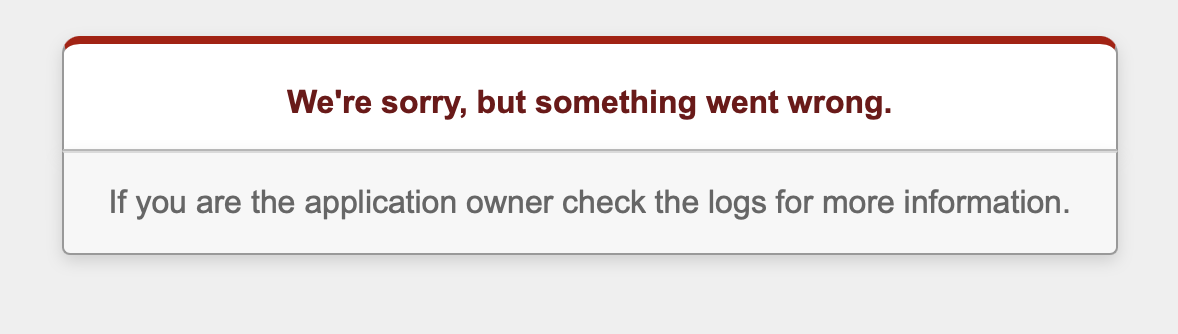 We're sorry, but something went wrong.
If you are the application owner check the logs for more information.